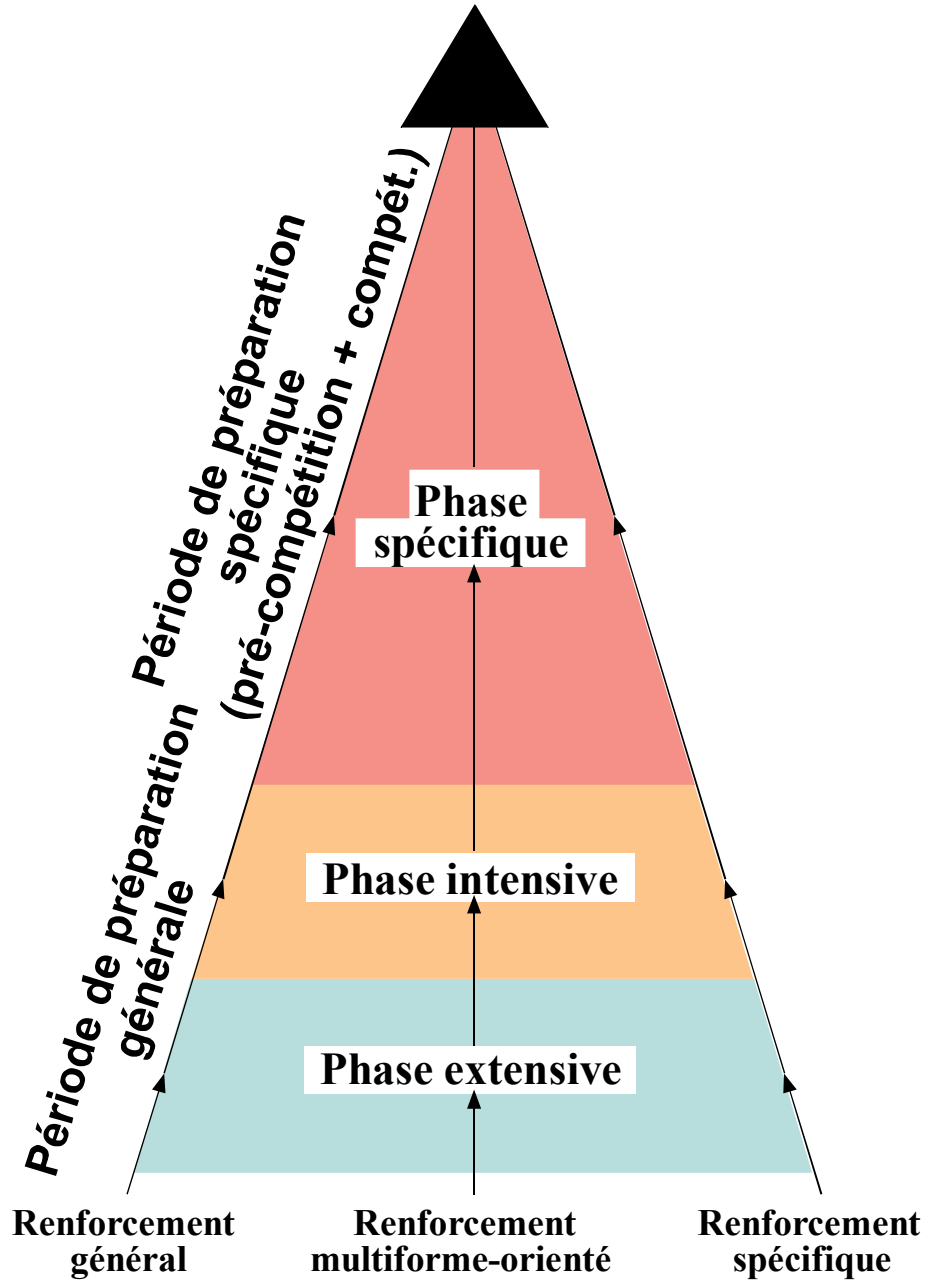 Période de préparation
spécifique
(pré-compétition + compét.)
Phase
spécifique
Période de préparation
générale
Phase intensive
Phase extensive
Renforcement
général
Renforcement
multiforme-orienté
Renforcement
spécifique